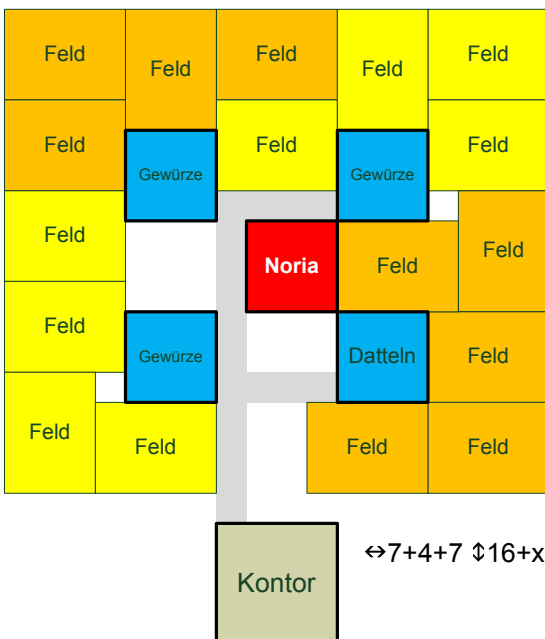 Feld Feld Feld Feld Feld
Feld Feld Feld
Gewürze Gewürze
Feld Noria Feld Feld
Feld Gewürze Datteln Feld
Feld Feld Feld Feld
Kontor
⇔7+4+7 ⇕16+x